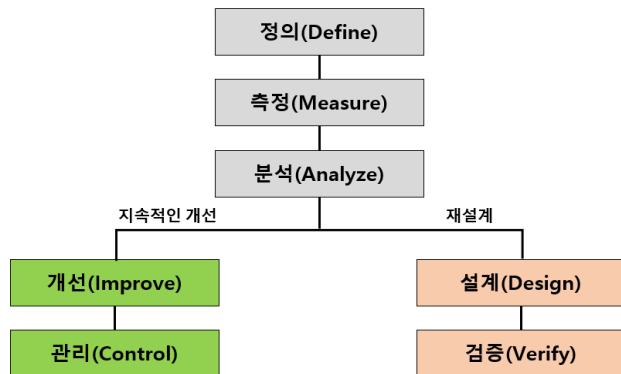 정의(Define)
측정(Measure)
분석(Analyze)
지속적인 개선
재설계
개선(Improve)
설계(Design)
관리(Control)
검증(Verify)